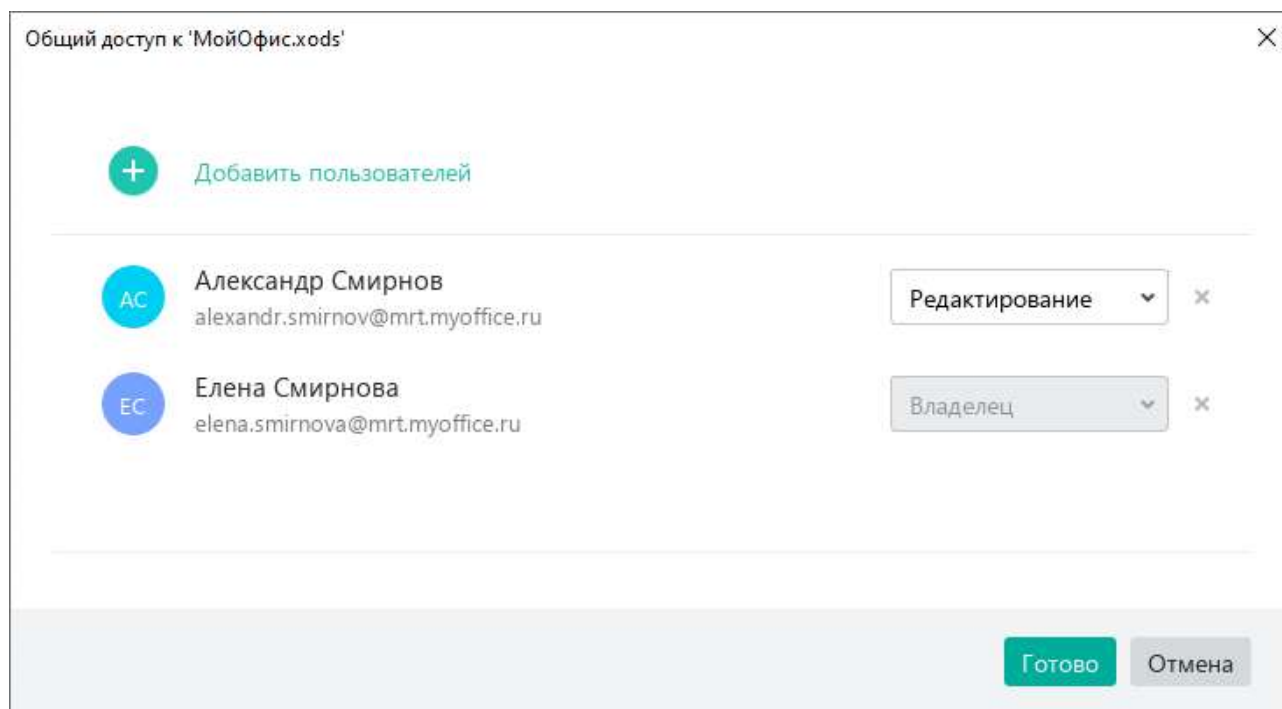 Общий доступ к 'МойОфис.xods'
Добавить пользователей
АС
Александр Смирнов
alexandr.smirnov@mrt.myoffice.ru
Редактирование
ЕС
Елена Смирнова
elena.smirnova@mrt.myoffice.ru
Владелец
Готово
Отмена